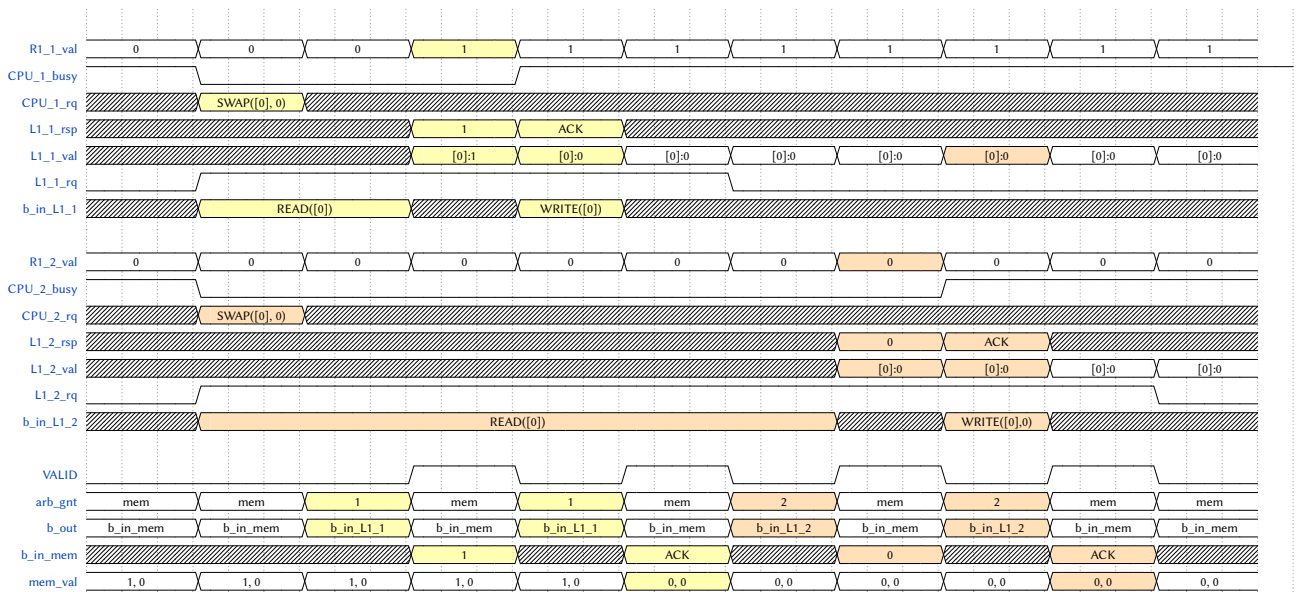 R1_1_val 0 0 0 1 1 1 1 1 1 1 1
CPU_1_busy
CPU_1_rq SWAP([0], 0)
L1_1_rsp 1 ACK
L1_1_val [0]:1 [0]:0 [0]:0 [0]:0 [0]:0 [0]:0 [0]:0 [0]:0
L1_1_rq
b_in_L1_1 READ([0]) WRITE([0])
R1_2_val 0 0 0 0 0 0 0 0 0 0 0
CPU_2_busy
CPU_2_rq SWAP([0], 0)
L1_2_rsp 0 ACK
L1_2_val [0]:0 [0]:0 [0]:0 [0]:0
L1_2_rq
b_in_L1_2 READ([0]) WRITE([0],0)
VALID
arb_gnt mem mem 1 mem 1 mem 2 mem 2 mem mem
b_out b_in_mem b_in_mem b_in_L1_1 b_in_mem b_in_L1_1 b_in_mem b_in_L1_2 b_in_mem b_in_L1_2 b_in_mem b_in_mem
b_in_mem 1 ACK 0 ACK
mem_val 1, 0 1, 0 1, 0 1, 0 1, 0 0, 0 0, 0 0, 0 0, 0 0, 0 0, 0